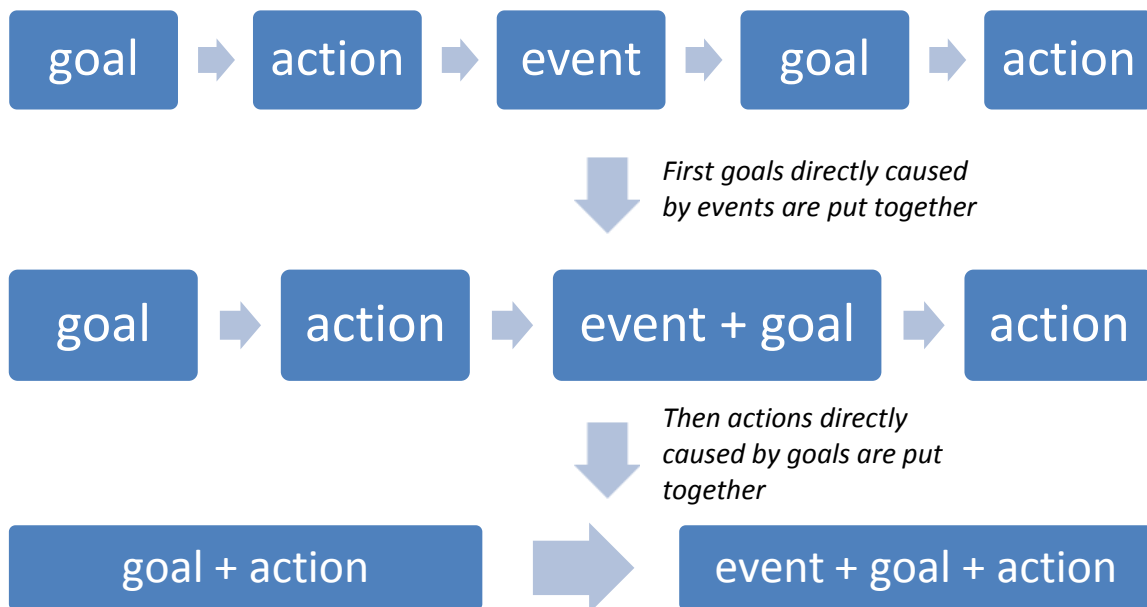 goal action event goal action
First goals directly caused
by events are put together
goal action event + goal action
Then actions directly
caused by goals are put
together
goal + action event + goal + action